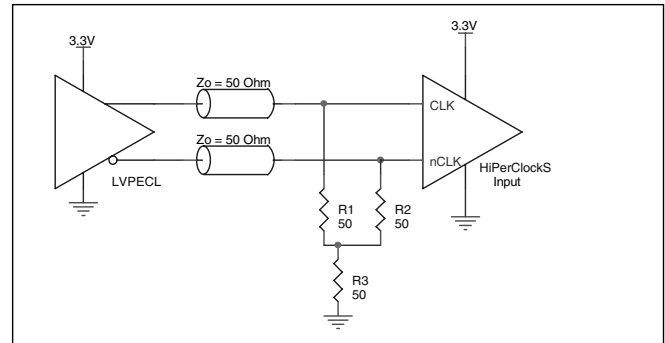 3.3V
3.3V
Zo = 50 Ohm
CLK
Zo = 50 Ohm
nCLK
LVPECL
HiPerClockS
Input
R1
50
R2
50
R3
50